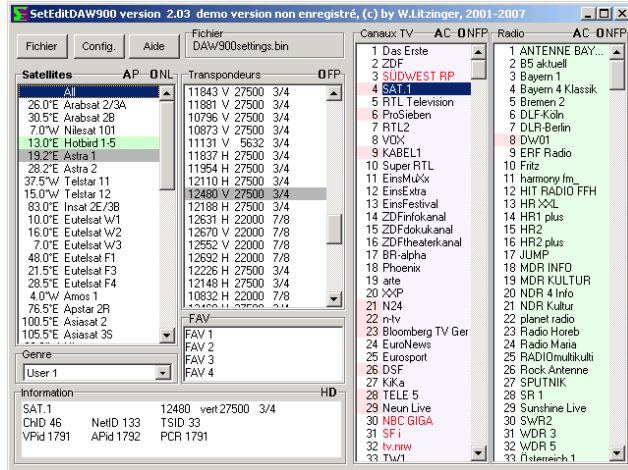 SetEditDAW900 version 2.03 demo version non enregistré, (c) by W.Litzinger, 2001-2007
Fichier
Config.
Aide
Fichier
DAW900settings.bin
Satellites AP ONL
All
26.0°E Arabsat 2/3A
30.5°E Arabsat 2B
7.0°W Nilesat 101
13.0°E Hotbird 1-5
19.2°E Astra 1
28.2°E Astra 2
37.5°W Telstar 11
15.0°W Telstar 12
83.0°E Insat 2E/3B
10.0°E Eutelsat W1
16.0°E Eutelsat W2
7.0°E Eutelsat W3
48.0°E Eutelsat F1
21.5°E Eutelsat F3
28.5°E Eutelsat F4
4.0°W Amos 1
76.5°E Apstar 2R
100.5°E Asiasat 2
105.5°E Asiasat 3S
Genre
User 1
Transpondeurs OFP
11843 V 27500 3/4
11881 V 27500 3/4
10796 V 27500 3/4
10873 V 27500 3/4
11131 V 5632 3/4
11837 H 27500 3/4
11954 H 27500 3/4
12110 H 27500 3/4
12480 V 27500 3/4
12188 H 27500 3/4
12631 H 22000 7/8
12670 V 22000 7/8
12552 V 22000 7/8
12692 H 22000 7/8
12226 H 27500 3/4
12148 H 27500 3/4
10832 H 22000 7/8
FAV
FAV 1
FAV 2
FAV 3
FAV 4
Information HD
SAT.1 12480 vert 27500 3/4
ChID 46 NetID 133 TSID 33
VPid 1791 APid 1792 PCR 1791
Canaux TV AC ONFP
1 Das Erste
2 ZDF
3 SÜDWEST RP
4 SAT.1
5 RTL Television
6 ProSieben
7 RTL2
8 VOX
9 KABEL1
10 Super RTL
11 EinsMuXx
12 EinsExtra
13 EinsFestival
14 ZDFinfokanal
15 ZDFdokukanal
16 ZDFtheaterkanal
17 BR-alpha
18 Phoenix
19 arte
20 XXP
21 N24
22 n-tv
23 Bloomberg TV Ger
24 EuroNews
25 Eurosport
26 DSF
27 KiKa
28 TELE 5
29 Neun Live
30 NBC GIGA
31 SF i
32 tv.nrw
33 TW1
Radio AC ONFP
1 ANTENNE BAY...
2 B5 aktuell
3 Bayern 1
4 Bayern 4 Klassik
5 Bremen 2
6 DLF-Köln
7 DLR-Berlin
8 DW01
9 ERF Radio
10 Fritz
11 harmony fm_
12 HIT RADIO FFH
13 HR XXL
14 HR1 plus
15 HR2
16 HR2 plus
17 JUMP
18 MDR INFO
19 MDR KULTUR
20 NDR 4 Info
21 NDR Kultur
22 planet radio
23 Radio Horeb
24 Radio Maria
25 RADIOmultikulti
26 Rock Antenne
27 SPUTNIK
28 SR 1
29 Sunshine Live
30 SWR2
31 WDR 3
32 WDR 5
33 Österreich 1